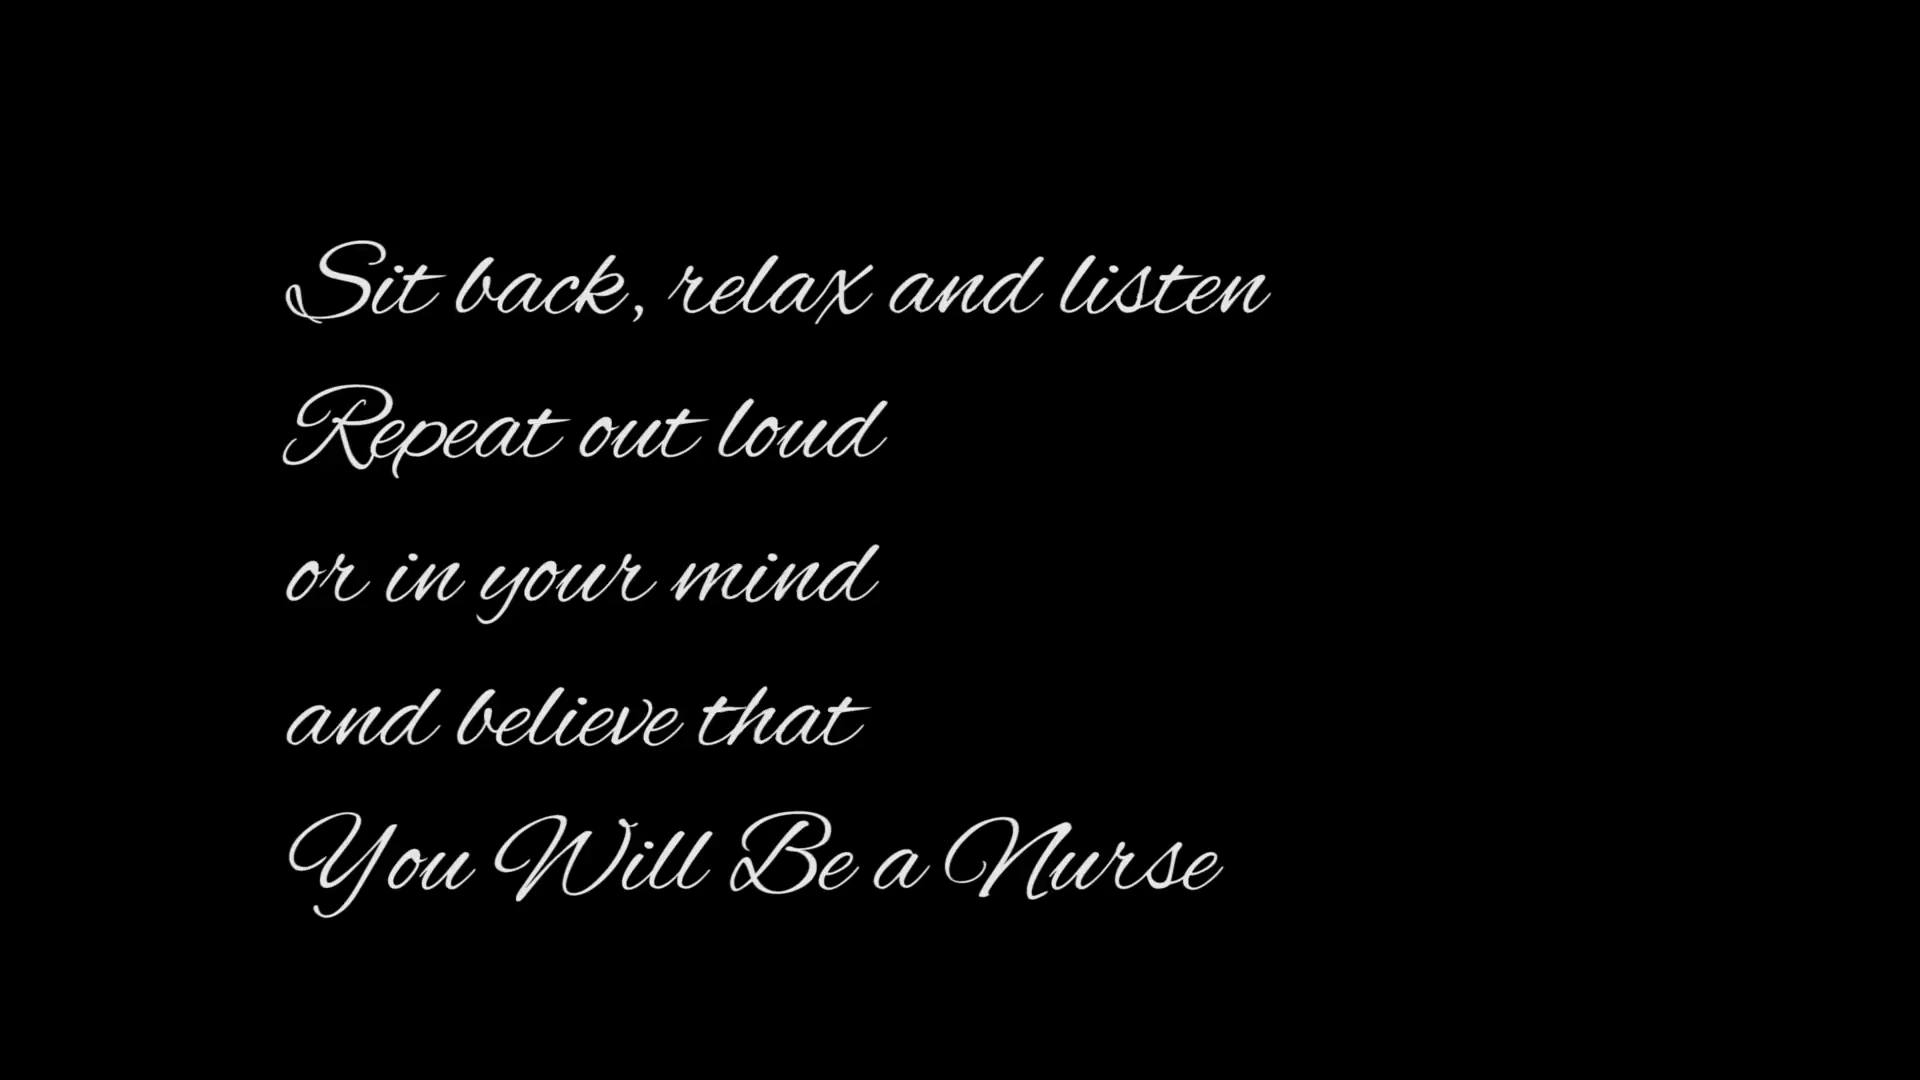 Sit back, relax and listen
Repeat out loud
or in your mind
and believe that
You Will Be a Nurse